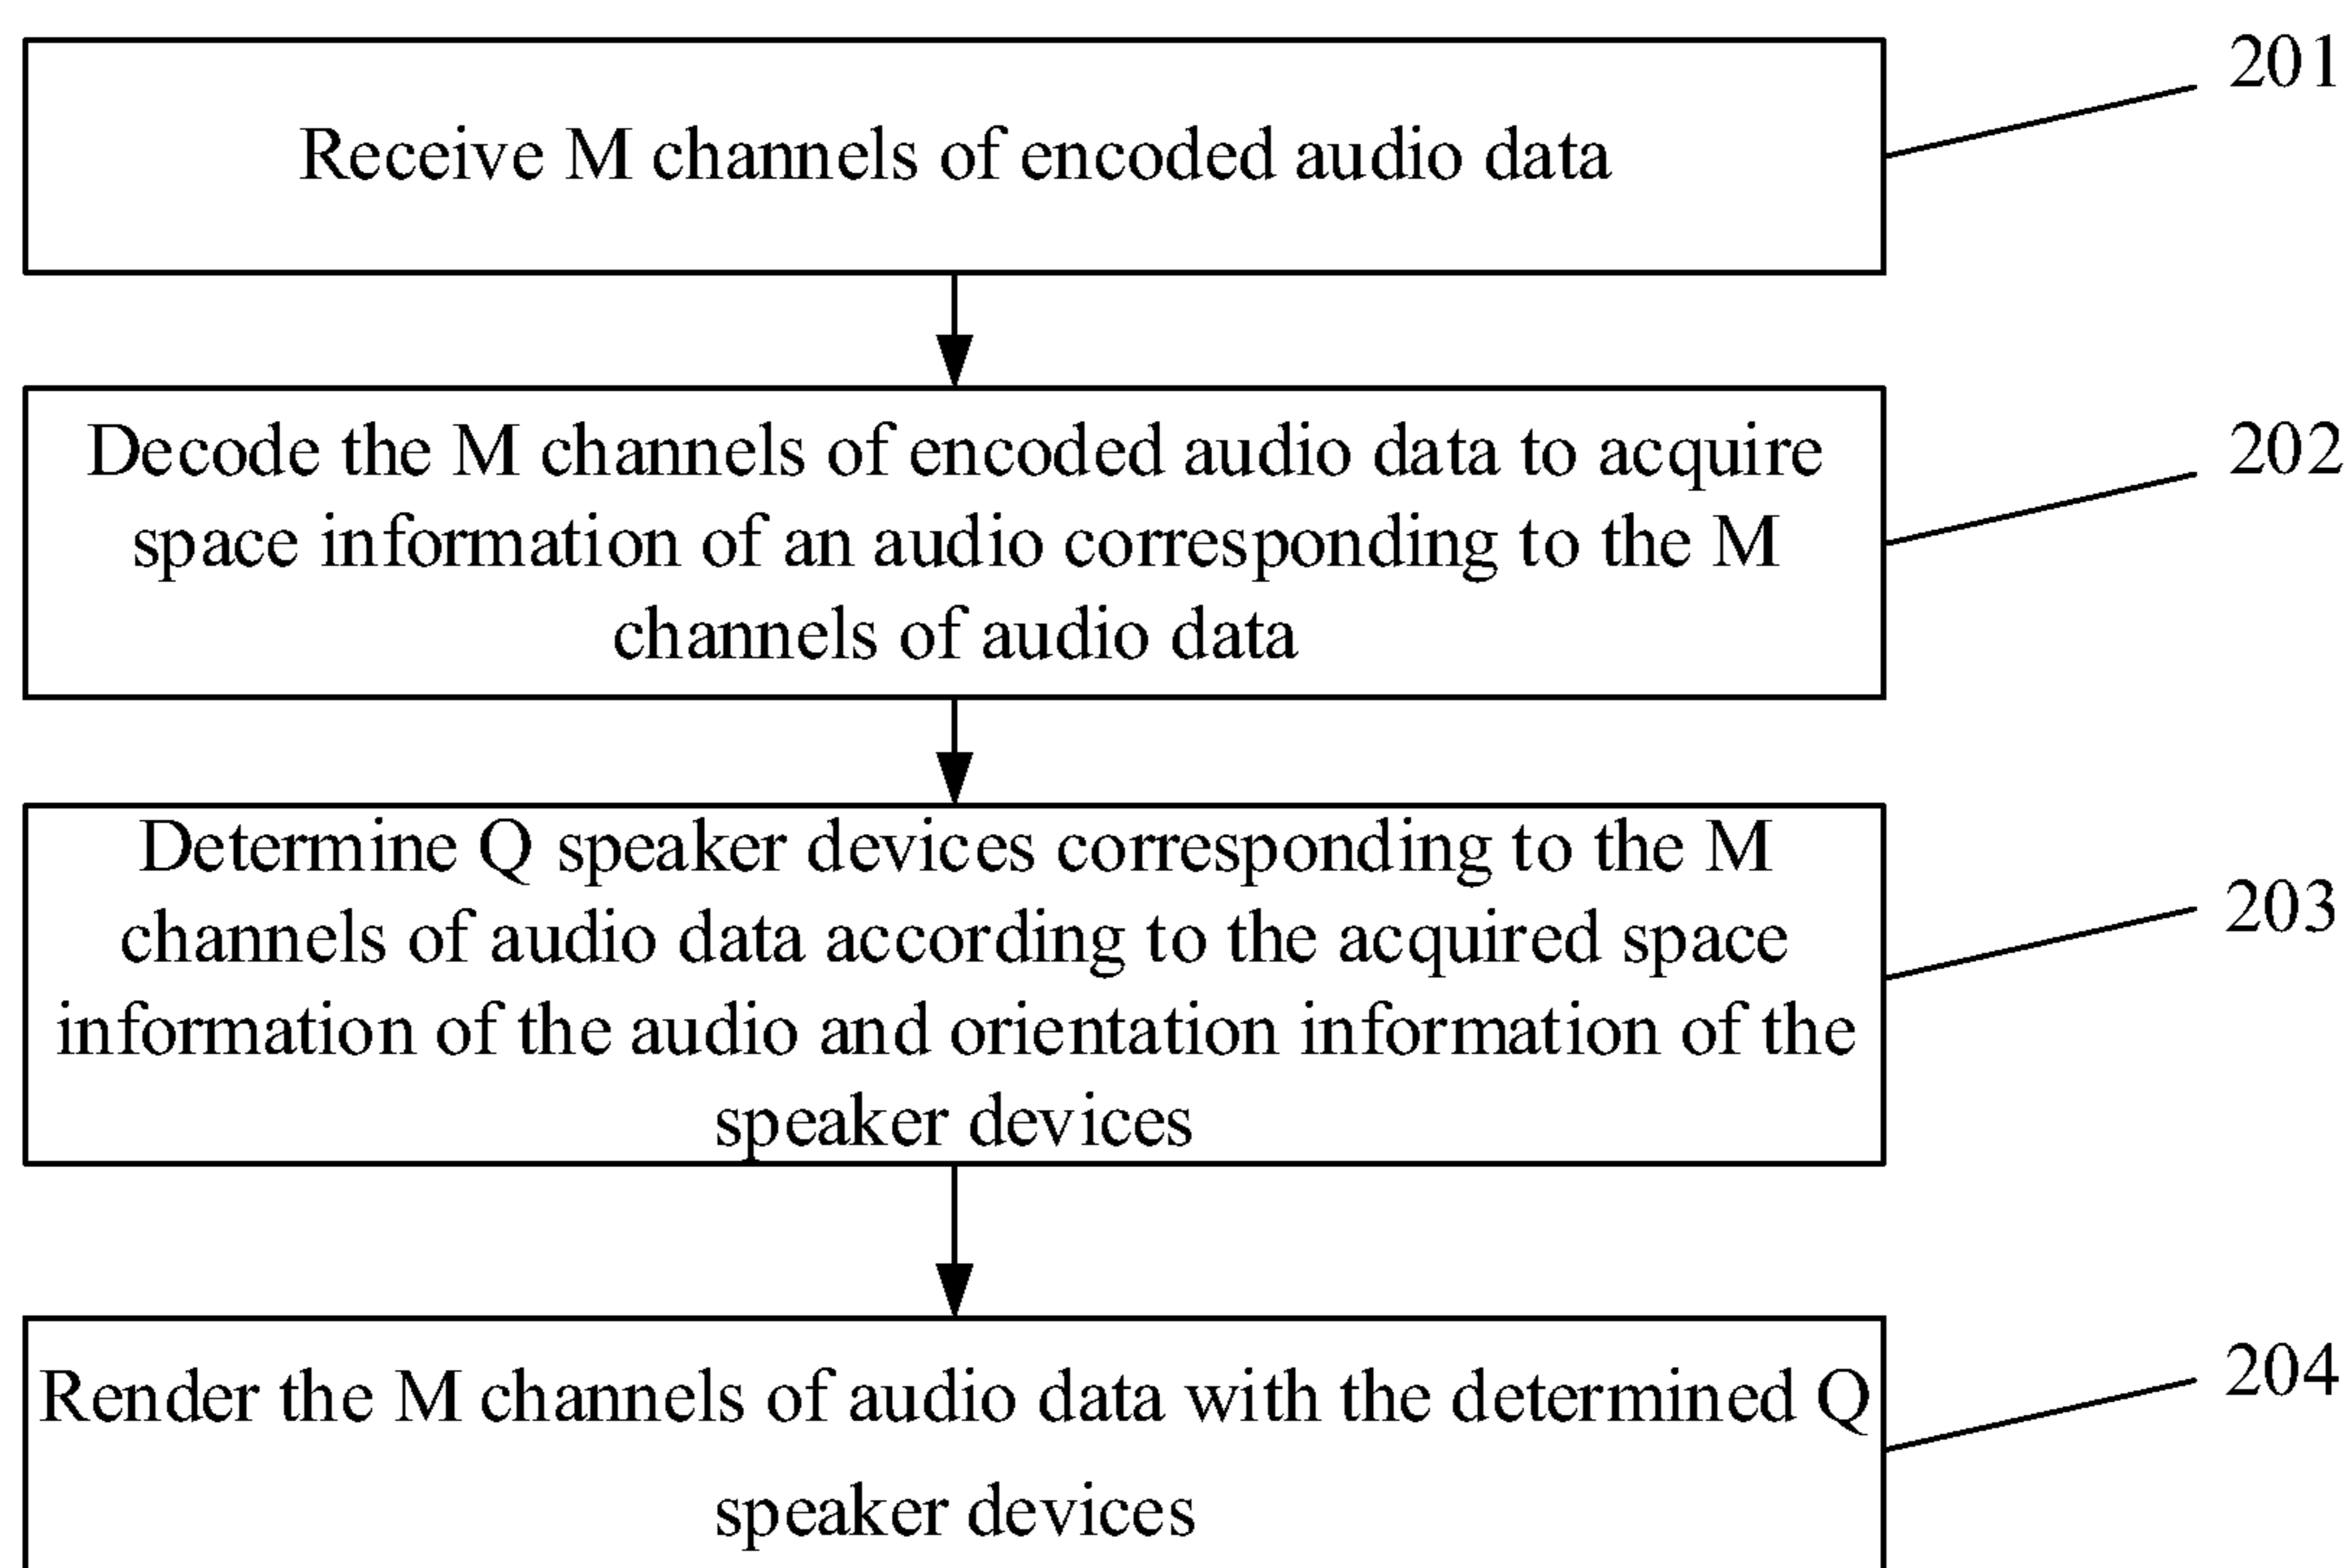 Receive M channels of encoded audio data
201
Decode the M channels of encoded audio data to acquire
space information of an audio corresponding to the M
channels of audio data
202
Determine Q speaker devices corresponding to the M
channels of audio data according to the acquired space
information of the audio and orientation information of the
speaker devices
203
Render the M channels of audio data with the determined Q
speaker devices
204